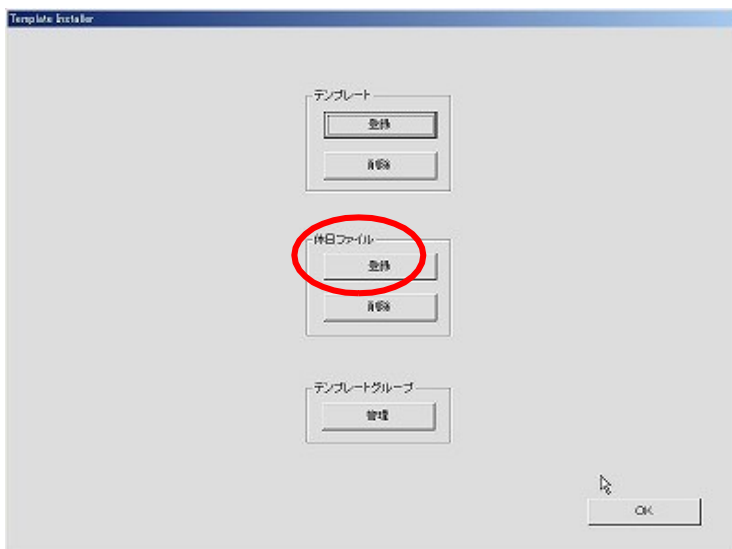 Template Installer
テンプレート
登録
削除
休日ファイル
登録
削除
テンプレートグループ
管理
OK